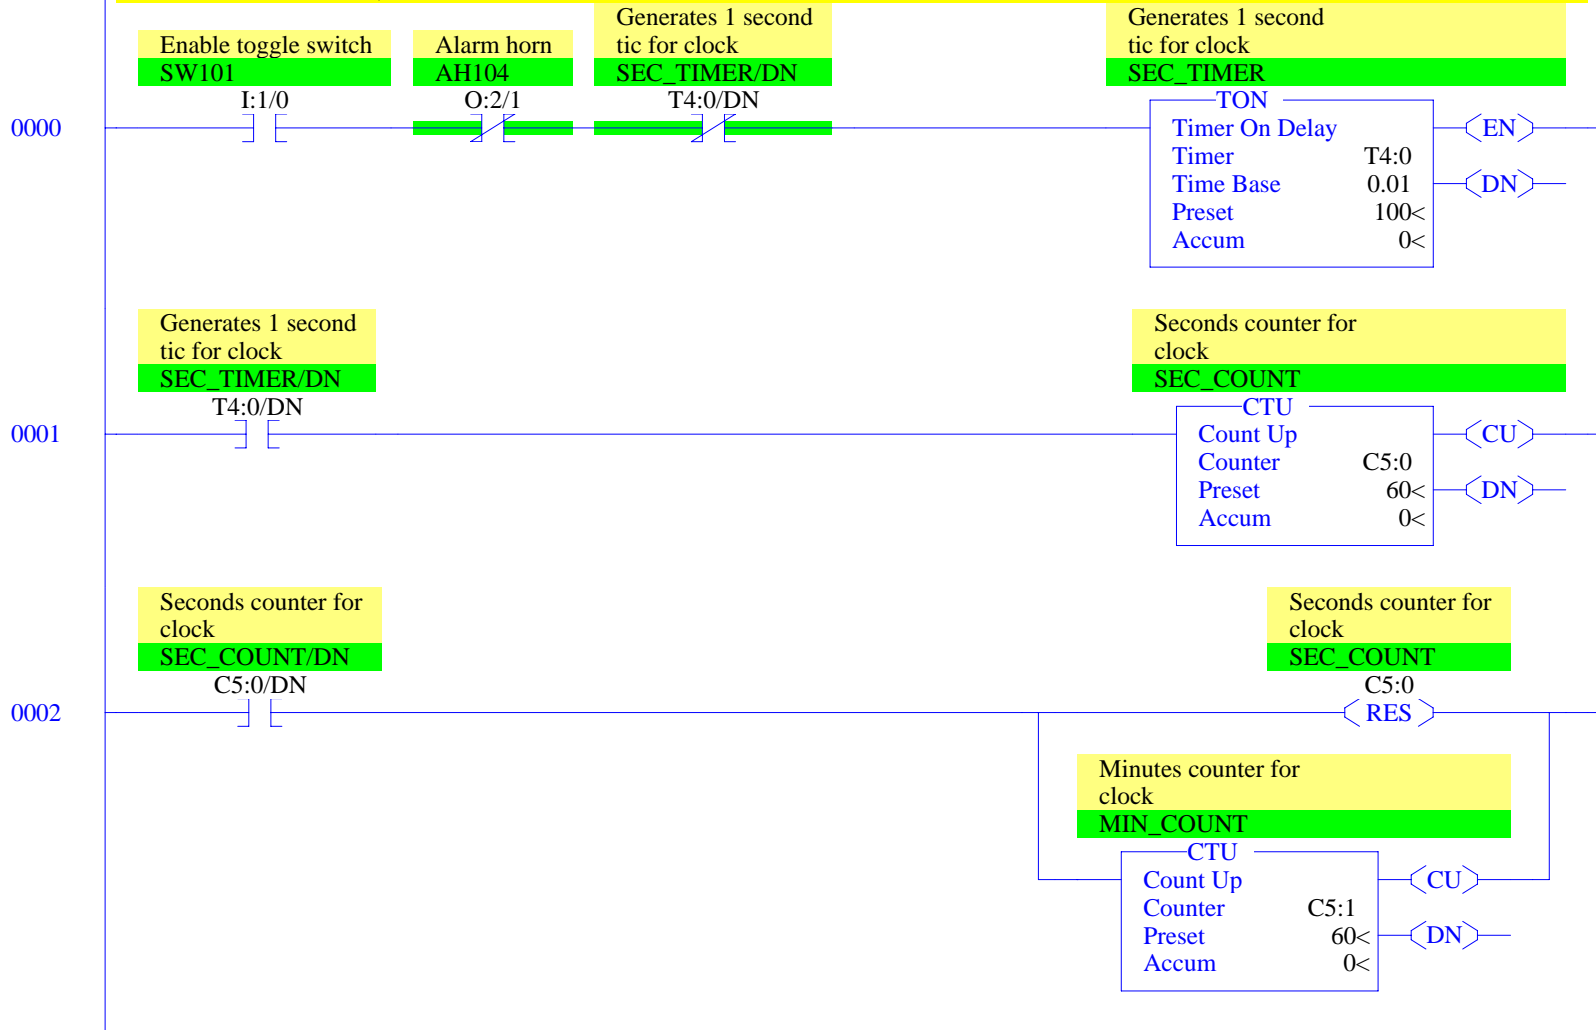 Generates 1 second
Generates 1 second
Enable toggle switch
Alarm horn
tic for clock
tic for clock
SW101
AH104
SEC_TIMER/DN
SEC_TIMER
I:1/0
O:2/1
T4:0/DN
TON
0000
Timer On Delay
EN
Timer T4:0
Time Base 0.01
DN
Preset 100<
Accum 0<
Generates 1 second
tic for clock
SEC_TIMER/DN
T4:0/DN
Seconds counter for
clock
SEC_COUNT
CTU
0001
Count Up
CU
Counter C5:0
Preset 60<
DN
Accum 0<
Seconds counter for
clock
SEC_COUNT/DN
C5:0/DN
Seconds counter for
clock
SEC_COUNT
C5:0
0002
RES
Minutes counter for
clock
MIN_COUNT
CTU
Count Up
CU
Counter C5:1
Preset 60<
DN
Accum 0<